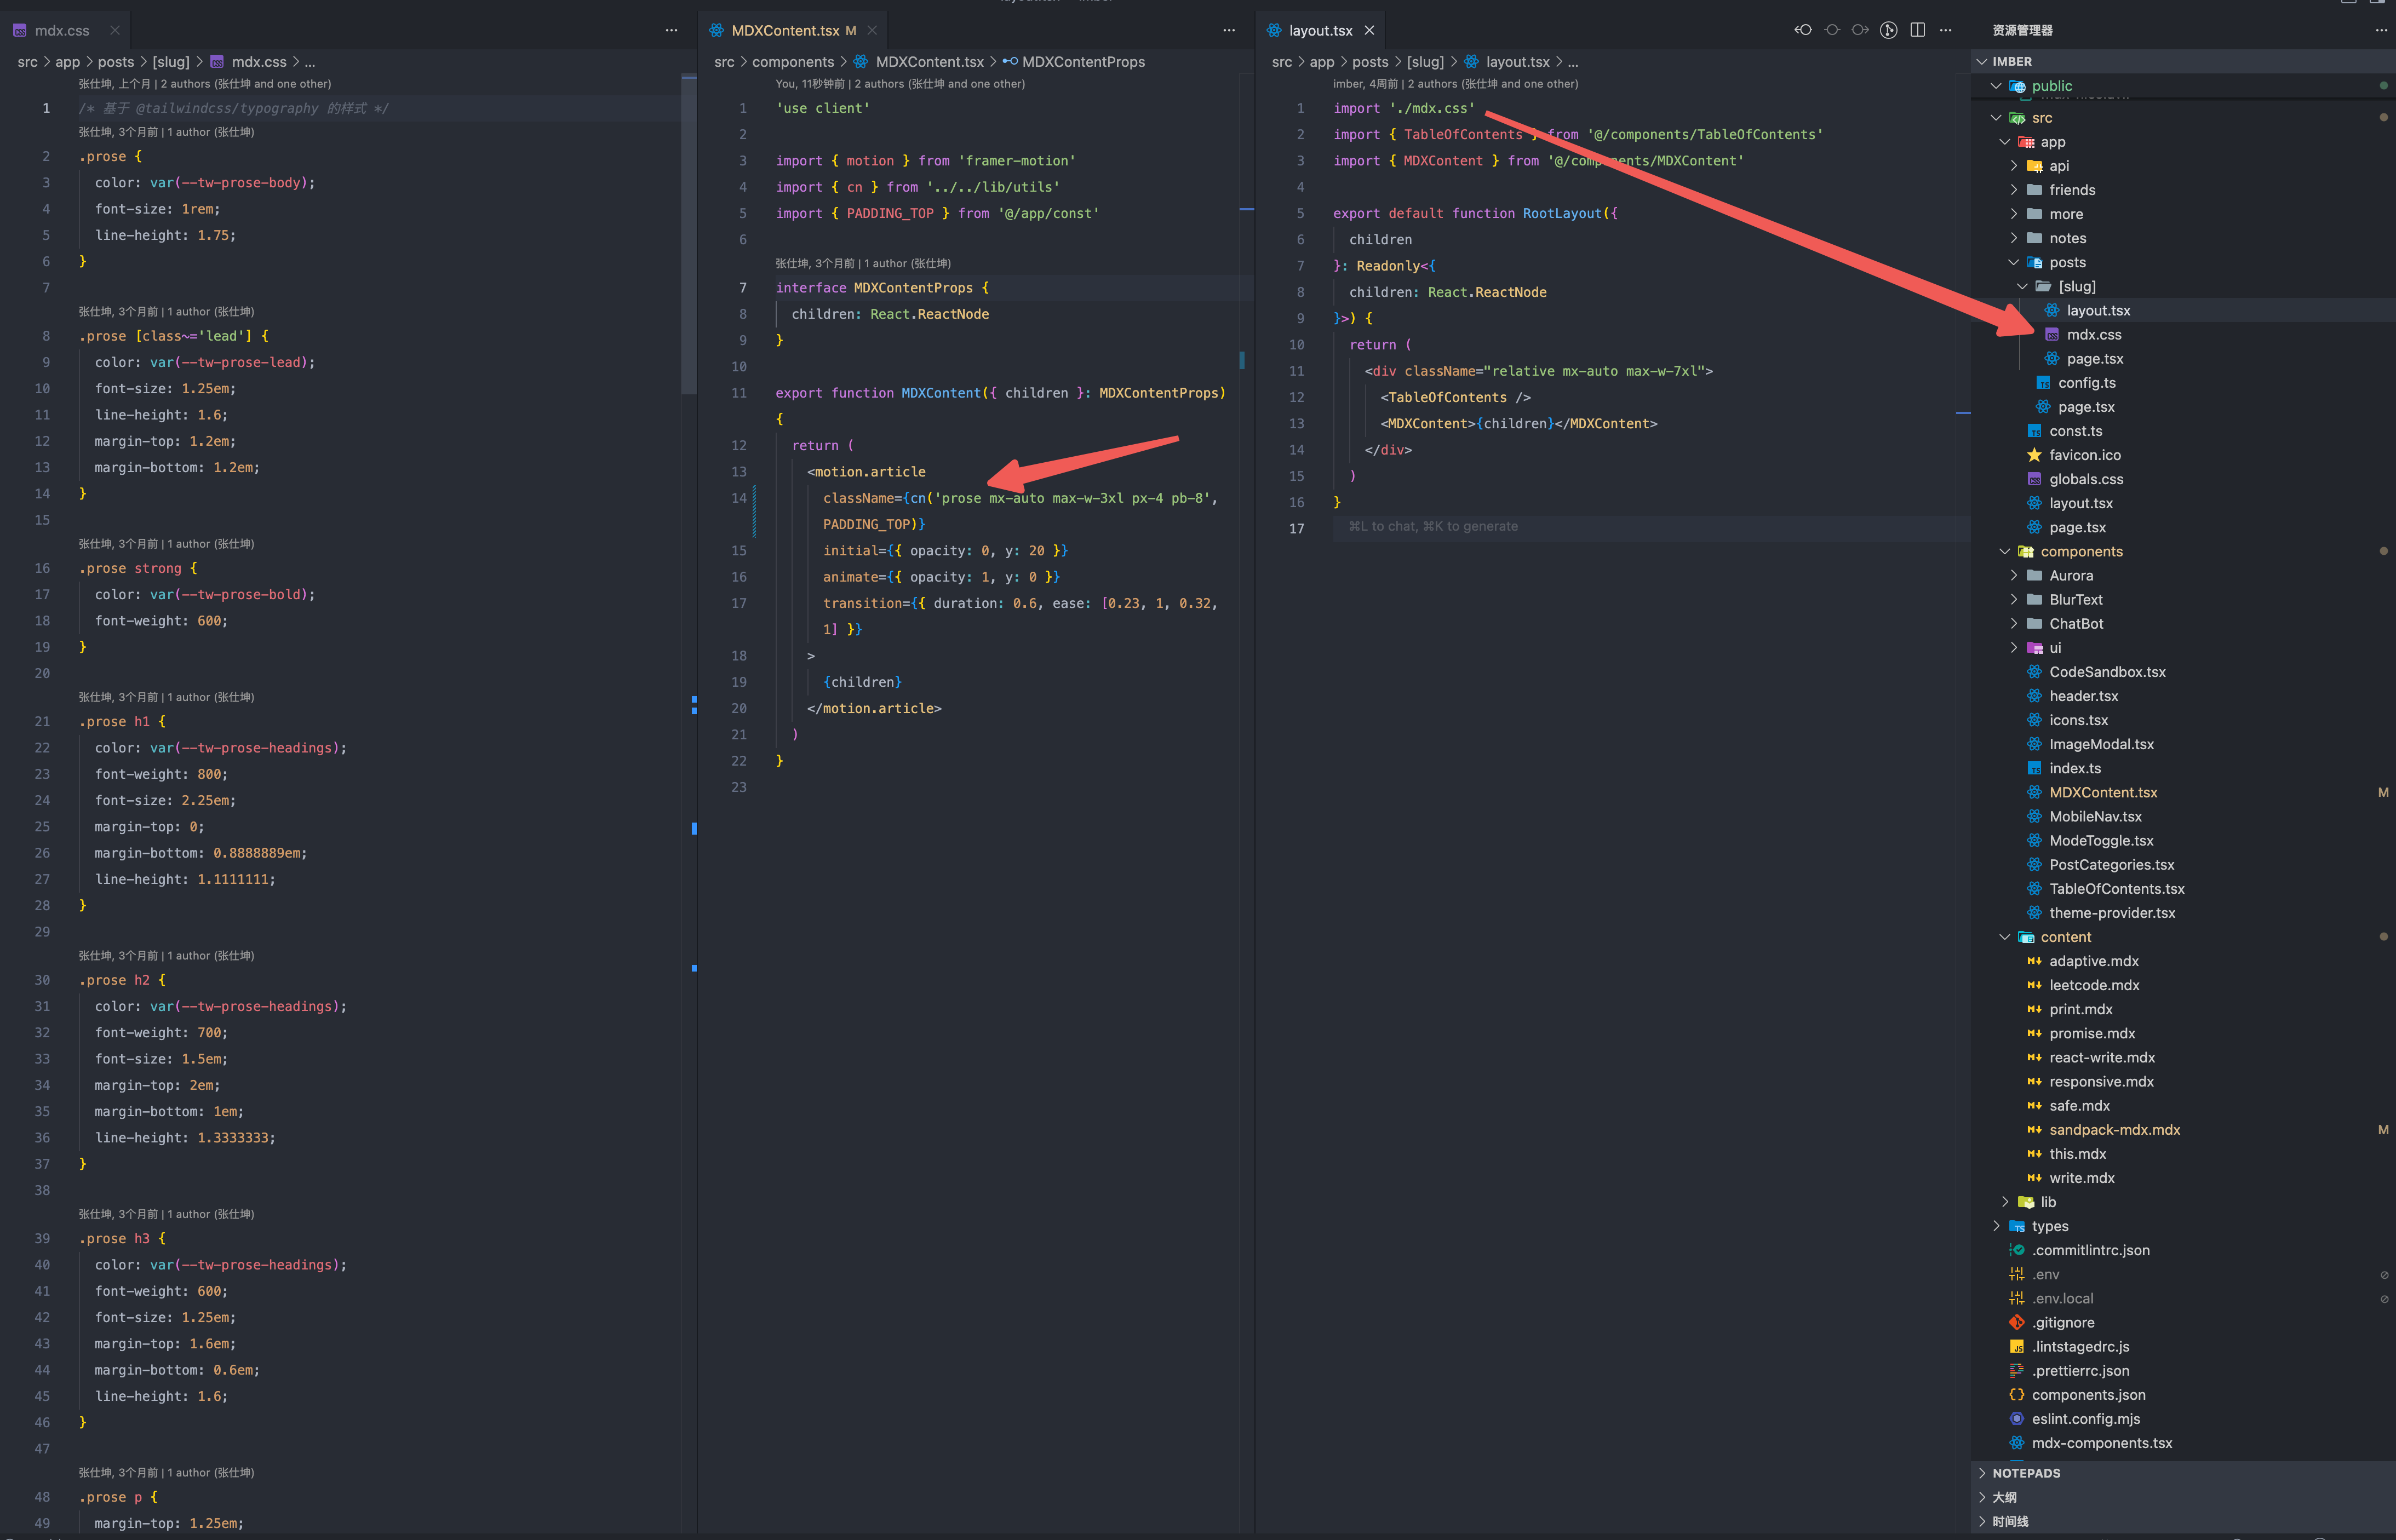 mdx.css
src > app > posts > [slug] > mdx.css > ...
张仕坤, 上个月 | 2 authors (张仕坤 and one other)
1 /* 基于 @tailwindcss/typography 的样式 */
张仕坤, 3个月前 | 1 author (张仕坤)
2 .prose {
3 color: var(--tw-prose-body);
4 font-size: 1rem;
5 line-height: 1.75;
6 }
7
张仕坤, 3个月前 | 1 author (张仕坤)
8 .prose [class~='lead'] {
9 color: var(--tw-prose-lead);
10 font-size: 1.25em;
11 line-height: 1.6;
12 margin-top: 1.2em;
13 margin-bottom: 1.2em;
14 }
15
张仕坤, 3个月前 | 1 author (张仕坤)
16 .prose strong {
17 color: var(--tw-prose-bold);
18 font-weight: 600;
19 }
20
张仕坤, 3个月前 | 1 author (张仕坤)
21 .prose h1 {
22 color: var(--tw-prose-headings);
23 font-weight: 800;
24 font-size: 2.25em;
25 margin-top: 0;
26 margin-bottom: 0.8888889em;
27 line-height: 1.1111111;
28 }
29
张仕坤, 3个月前 | 1 author (张仕坤)
30 .prose h2 {
31 color: var(--tw-prose-headings);
32 font-weight: 700;
33 font-size: 1.5em;
34 margin-top: 2em;
35 margin-bottom: 1em;
36 line-height: 1.3333333;
37 }
38
张仕坤, 3个月前 | 1 author (张仕坤)
39 .prose h3 {
40 color: var(--tw-prose-headings);
41 font-weight: 600;
42 font-size: 1.25em;
43 margin-top: 1.6em;
44 margin-bottom: 0.6em;
45 line-height: 1.6;
46 }
47
张仕坤, 3个月前 | 1 author (张仕坤)
48 .prose p {
49 margin-top: 1.25em;
MDXContent.tsx M
src > components > MDXContent.tsx > MDXContentProps
You, 11秒钟前 | 2 authors (张仕坤 and one other)
1 'use client'
2
3 import { motion } from 'framer-motion'
4 import { cn } from '../../lib/utils'
5 import { PADDING_TOP } from '@/app/const'
6
张仕坤, 3个月前 | 1 author (张仕坤)
7 interface MDXContentProps {
8 children: React.ReactNode
9 }
10
11 export function MDXContent({ children }: MDXContentProps)
{
12 return (
13 <motion.article
14 className={cn('prose mx-auto max-w-3xl px-4 pb-8',
PADDING_TOP)}
15 initial={{ opacity: 0, y: 20 }}
16 animate={{ opacity: 1, y: 0 }}
17 transition={{ duration: 0.6, ease: [0.23, 1, 0.32,
1] }}
18 >
19 {children}
20 </motion.article>
21 )
22 }
23
layout.tsx
src > app > posts > [slug] > layout.tsx > ...
imber, 4周前 | 2 authors (张仕坤 and one other)
1 import './mdx.css'
2 import { TableOfContents } from '@/components/TableOfContents'
3 import { MDXContent } from '@/components/MDXContent'
4
5 export default function RootLayout({
6 children
7 }: Readonly<{
8 children: React.ReactNode
9 }>) {
10 return (
11 <div className="relative mx-auto max-w-7xl">
12 <TableOfContents />
13 <MDXContent>{children}</MDXContent>
14 </div>
15 )
16 }
17 ⌘L to chat, ⌘K to generate
资源管理器
IMBER
public
src
app
api
friends
more
notes
posts
[slug]
layout.tsx
mdx.css
page.tsx
config.ts
page.tsx
const.ts
favicon.ico
globals.css
layout.tsx
page.tsx
components
Aurora
BlurText
ChatBot
ui
CodeSandbox.tsx
header.tsx
icons.tsx
ImageModal.tsx
index.ts
MDXContent.tsx M
MobileNav.tsx
ModeToggle.tsx
PostCategories.tsx
TableOfContents.tsx
theme-provider.tsx
content
adaptive.mdx
leetcode.mdx
print.mdx
promise.mdx
react-write.mdx
responsive.mdx
safe.mdx
sandpack-mdx.mdx M
this.mdx
write.mdx
lib
types
.commitlintrc.json
.env
.env.local
.gitignore
.lintstagedrc.js
.prettierrc.json
components.json
eslint.config.mjs
mdx-components.tsx
NOTEPADS
大纲
时间线